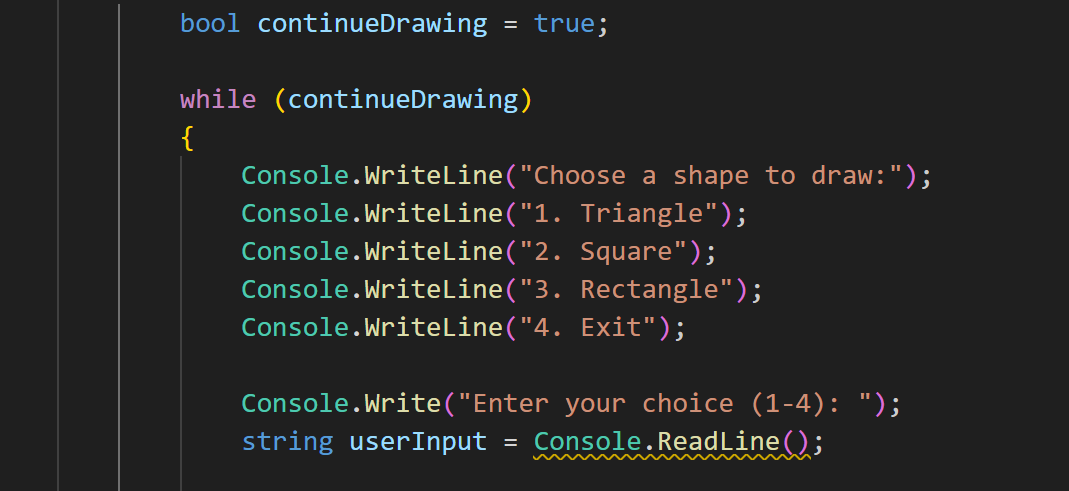 bool continueDrawing = true;
while (continueDrawing)
{
Console.WriteLine("Choose a shape to draw:");
Console.WriteLine("1. Triangle");
Console.WriteLine("2. Square");
Console.WriteLine("3. Rectangle");
Console.WriteLine("4. Exit");
Console.Write("Enter your choice (1-4): ");
string userInput = Console.ReadLine();